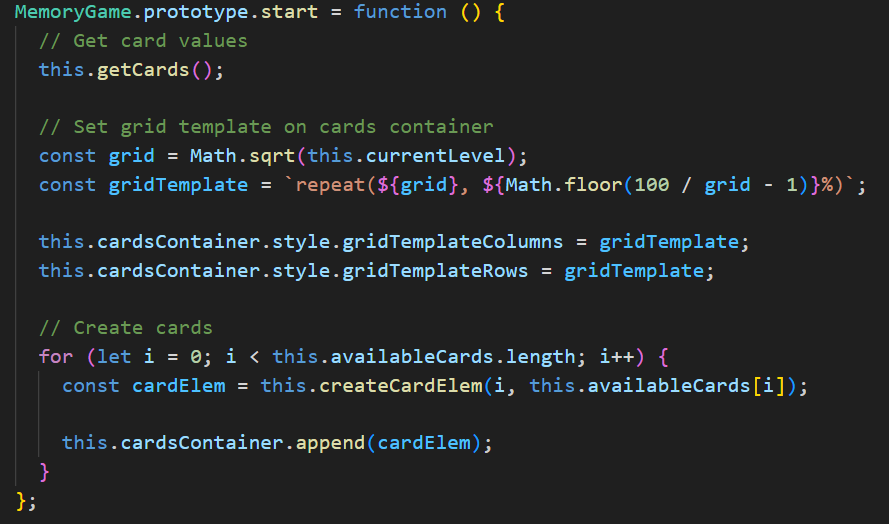 MemoryGame.prototype.start = function () {
  // Get card values
  this.getCards();

  // Set grid template on cards container
  const grid = Math.sqrt(this.currentLevel);
  const gridTemplate = `repeat(${grid}, ${Math.floor(100 / grid - 1)}%)`;

  this.cardsContainer.style.gridTemplateColumns = gridTemplate;
  this.cardsContainer.style.gridTemplateRows = gridTemplate;

  // Create cards
  for (let i = 0; i < this.availableCards.length; i++) {
    const cardElem = this.createCardElem(i, this.availableCards[i]);

    this.cardsContainer.append(cardElem);
  }
};